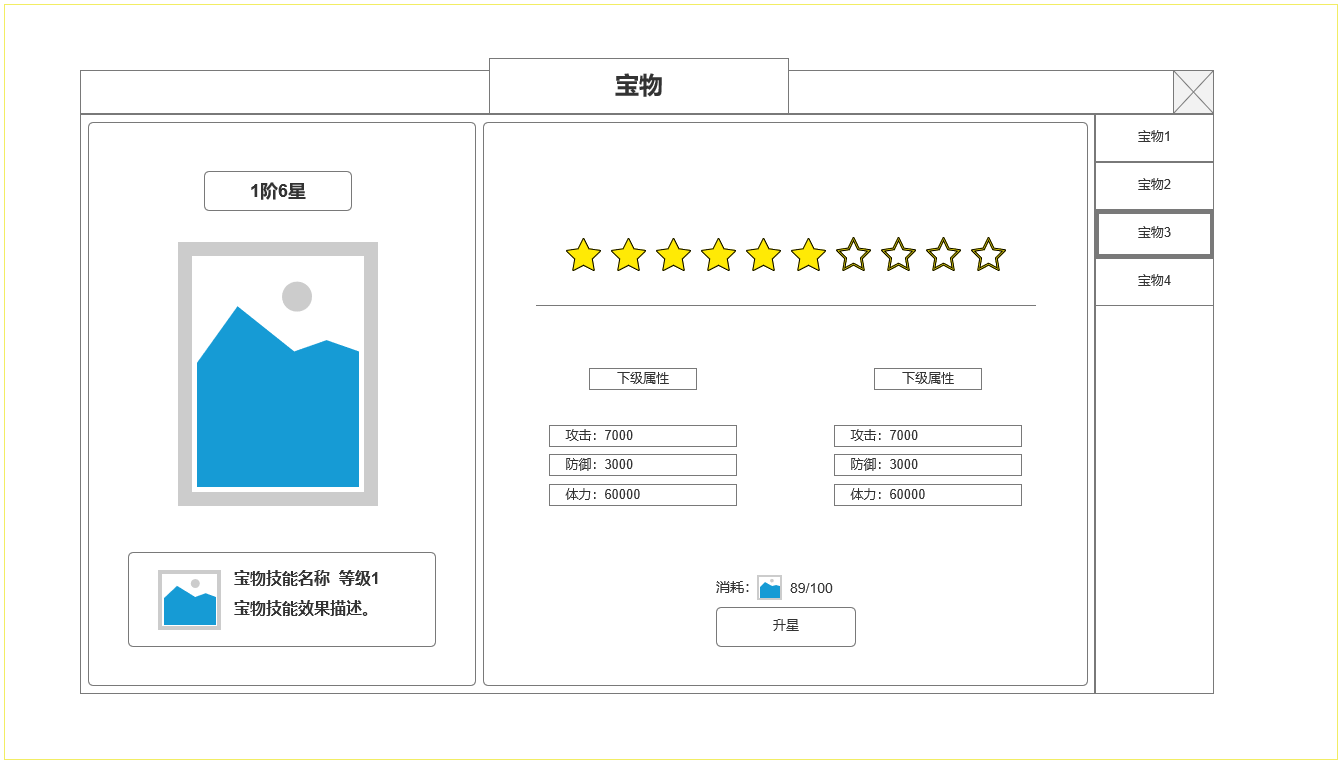 宝物
1阶6星
宝物技能名称 等级1
宝物技能效果描述。
下级属性
攻击：7000
防御：3000
体力：60000
下级属性
攻击：7000
防御：3000
体力：60000
消耗： 89/100
升星
宝物1
宝物2
宝物3
宝物4